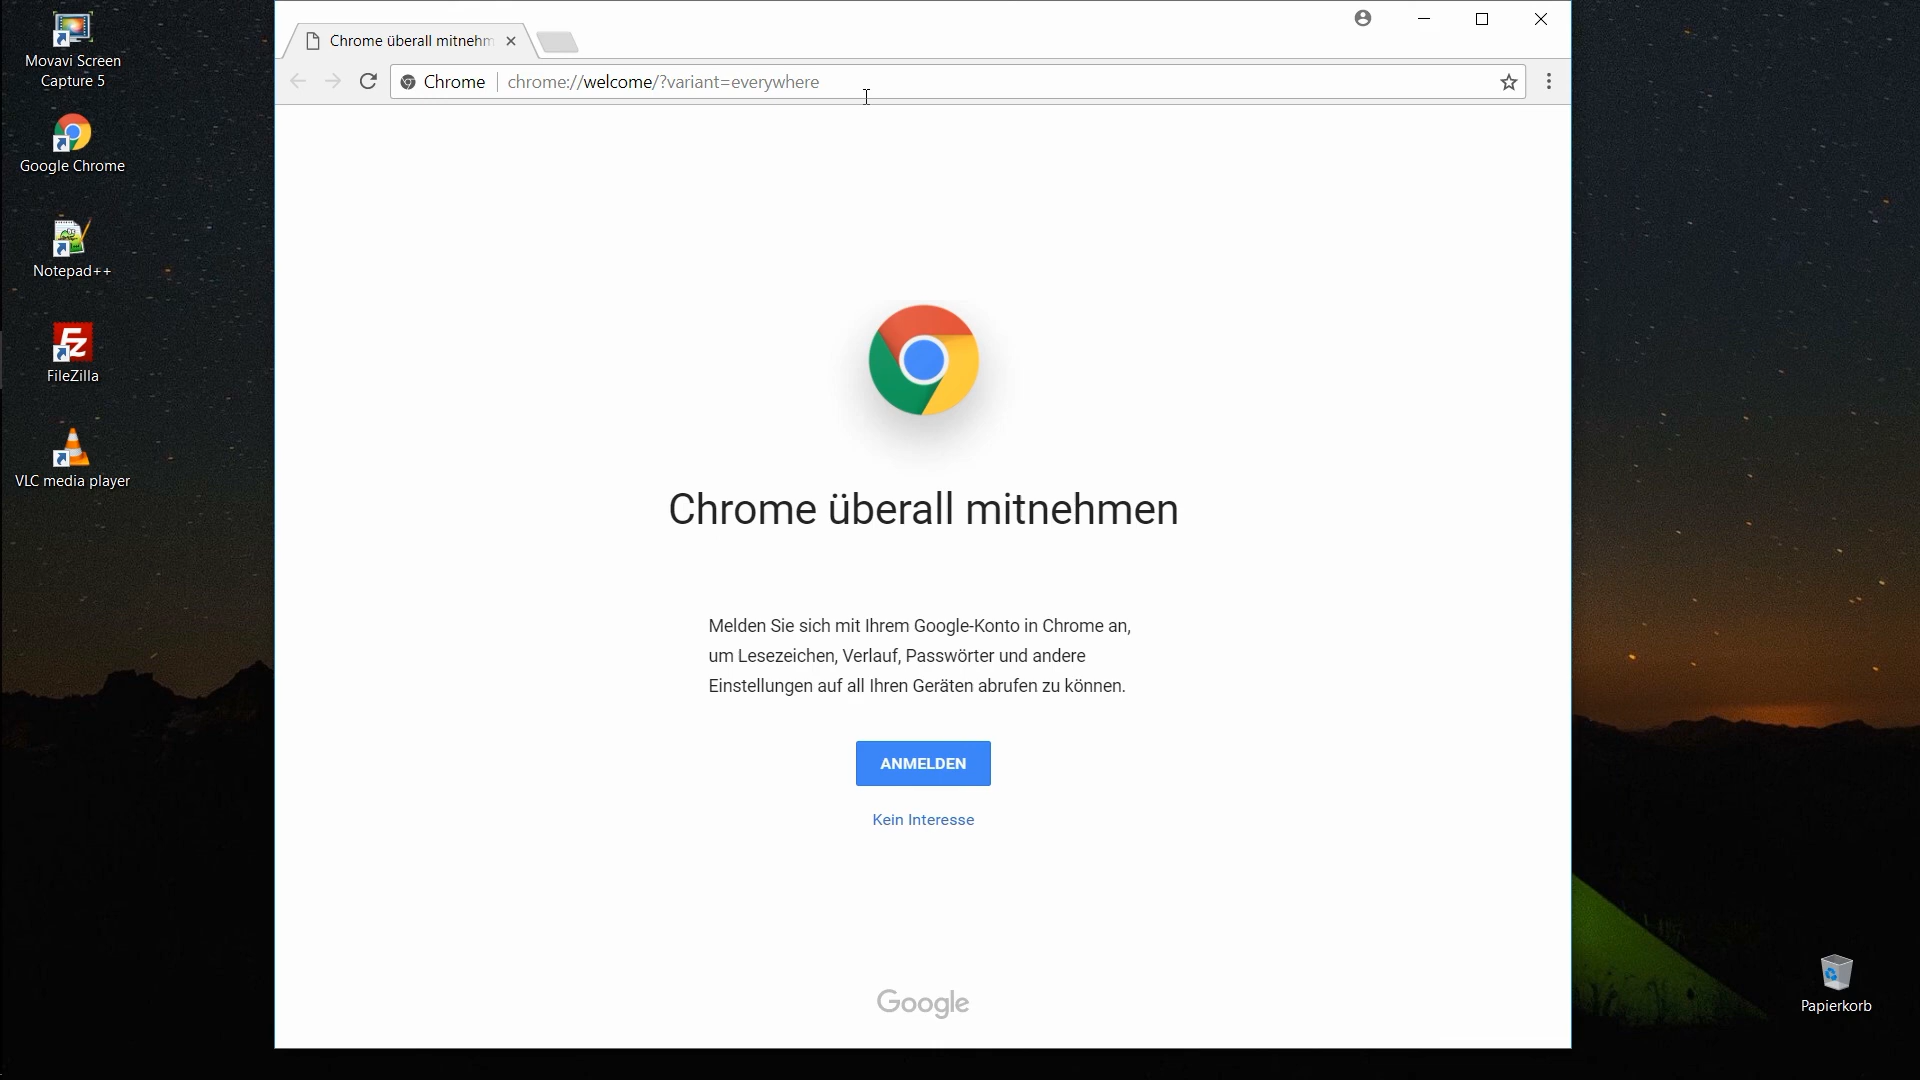 Movavi Screen
Capture 5
Google Chrome
Notepad++
FileZilla
VLC media player
Chrome überall mitnehm
Chrome
chrome://welcome/?variant=everywhere
Chrome überall mitnehmen
Melden Sie sich mit Ihrem Google-Konto in Chrome an,
um Lesezeichen, Verlauf, Passwörter und andere
Einstellungen auf all Ihren Geräten abrufen zu können.
ANMELDEN
Kein Interesse
Google
Papierkorb